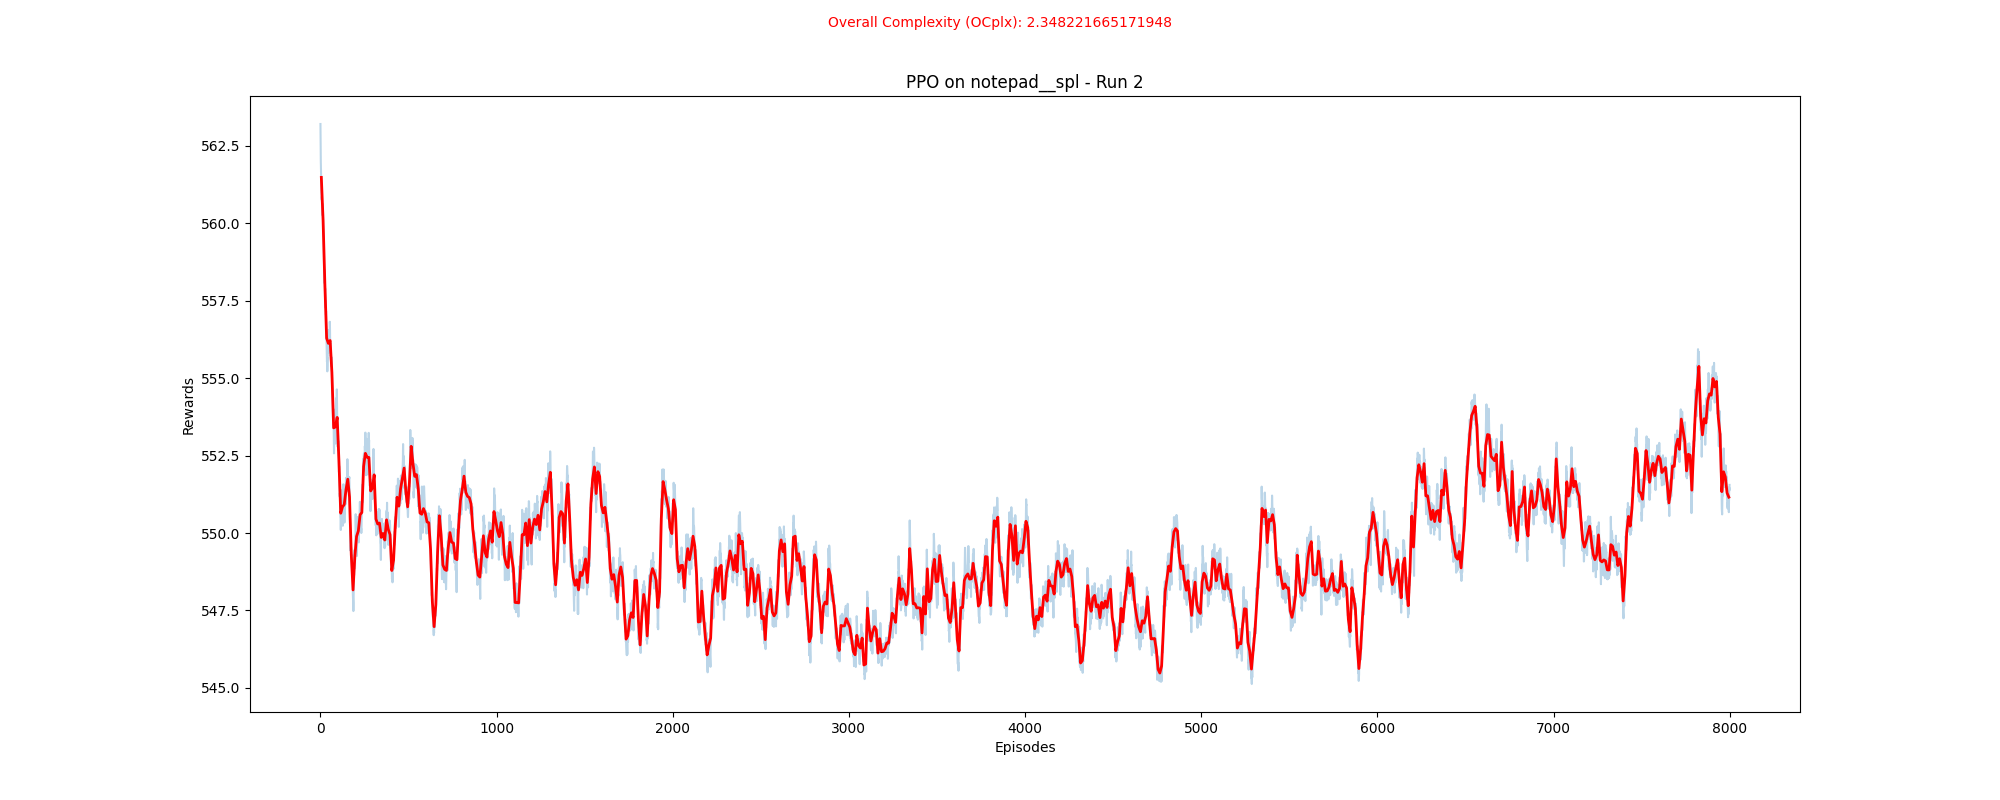 Overall Complexity (OCplx): 2.348221665171948
PPO on notepad__spl - Run 2
562.5
560.0
557.5
555.0
552.5
550.0
547.5
545.0
Rewards
0 1000 2000 3000 4000 5000 6000 7000 8000
Episodes